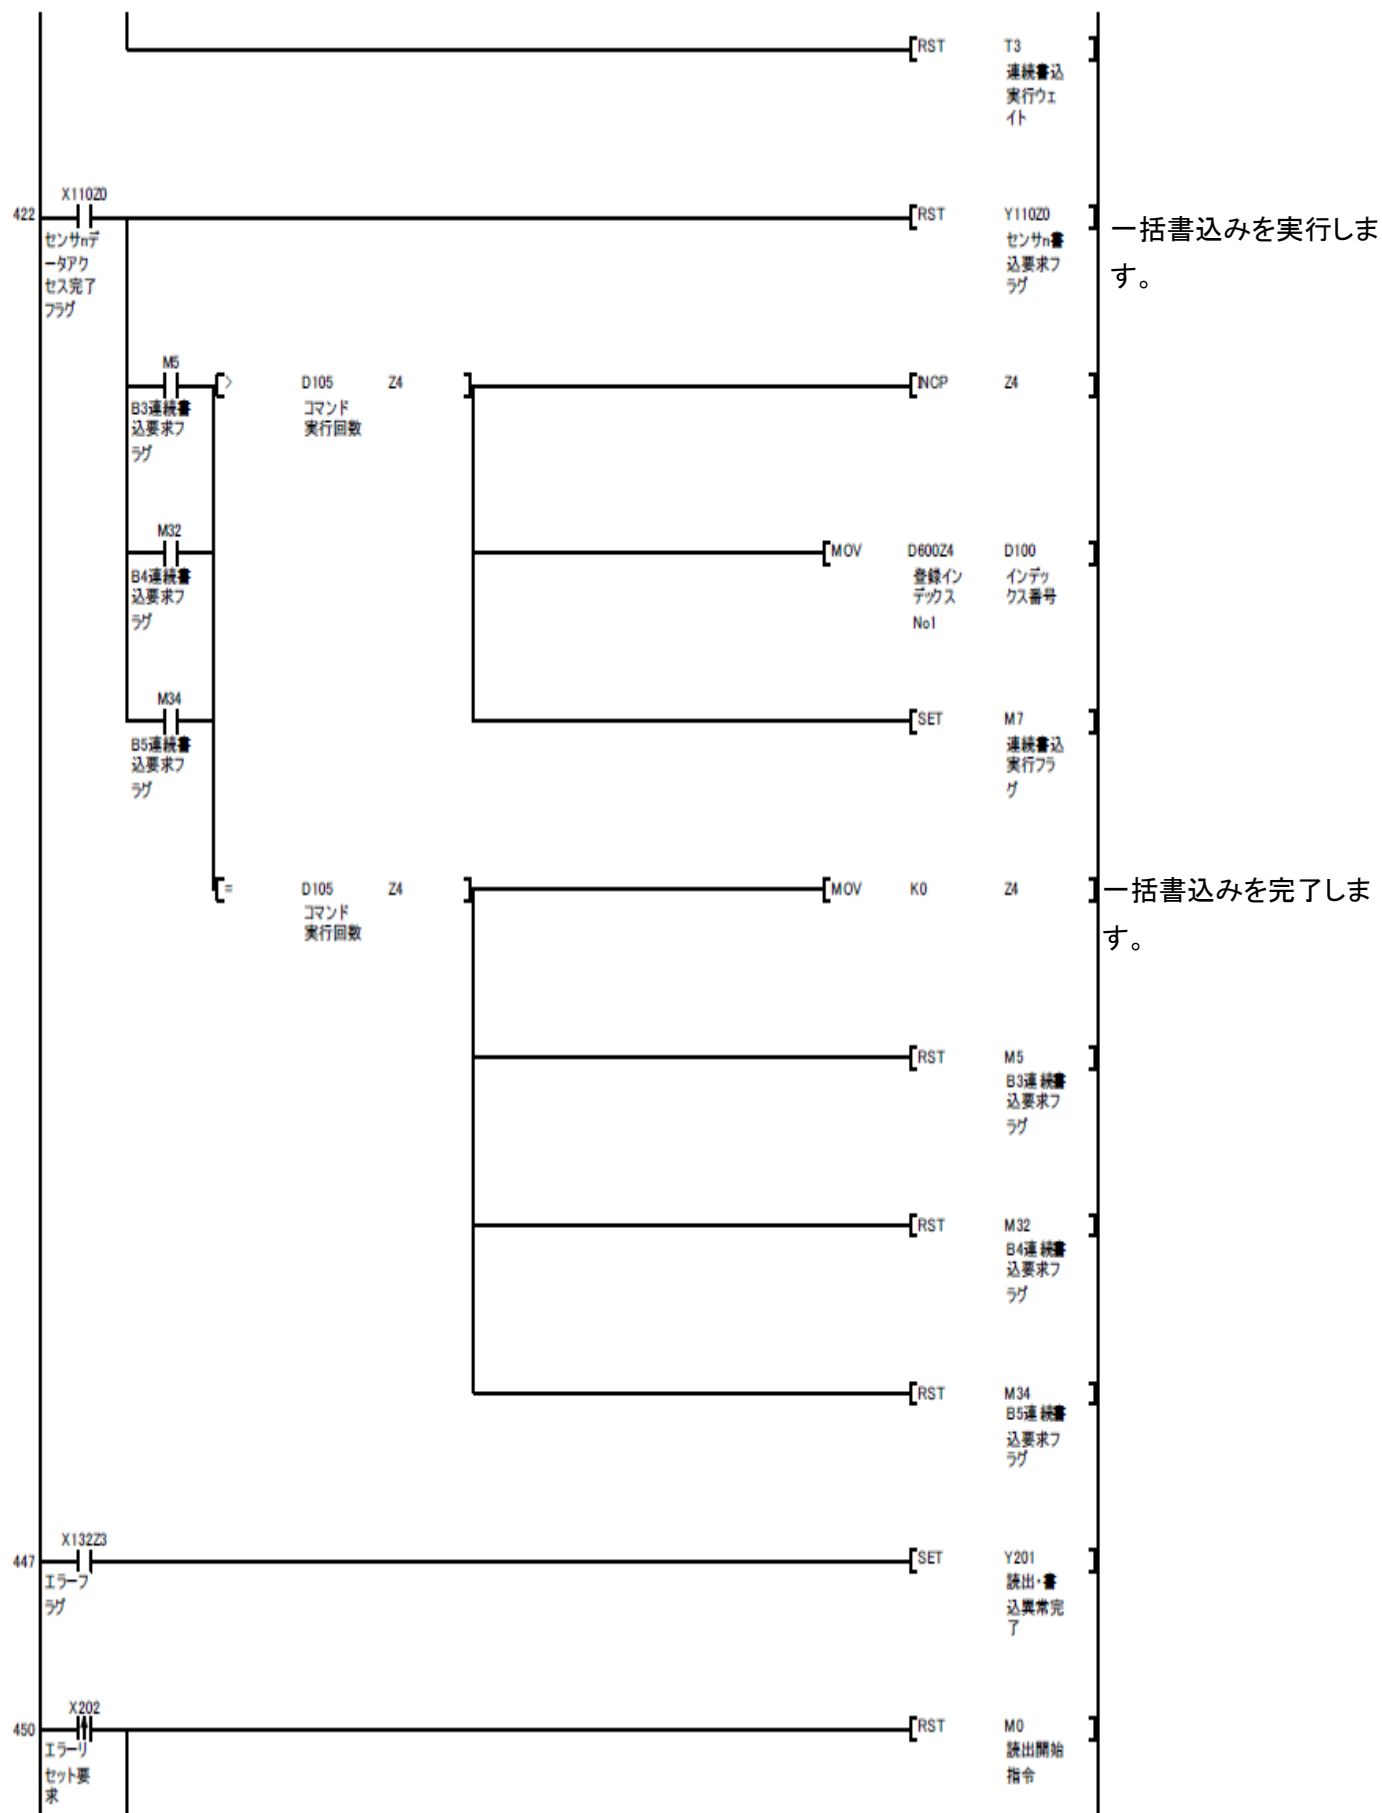 RST T3
連続書込
実行ウェ
イト
X110Z0
422 RST Y110Z0
センサnデ
ータアク
セス完了
フラグ
センサn書
込要求フ
ラグ
一括書込みを実行しま
す。
M5
> D105 Z4 INCP Z4
B3連続書
込要求フ
ラグ
コマンド
実行回数
M32
MOV D600Z4 D100
B4連続書
込要求フ
ラグ
登録イン
デックス
No1
インデッ
クス番号
M34
SET M7
B5連続書
込要求フ
ラグ
連続書込
実行フラ
グ
= D105 Z4 MOV K0 Z4
コマンド
実行回数
一括書込みを完了しま
す。
RST M5
B3連続書
込要求フ
ラグ
RST M32
B4連続書
込要求フ
ラグ
RST M34
B5連続書
込要求フ
ラグ
X132Z3
447 SET Y201
エラーフ
ラグ
読出・書
込異常完
了
X202
450 RST M0
エラーリ
セット要
求
読出開始
指令